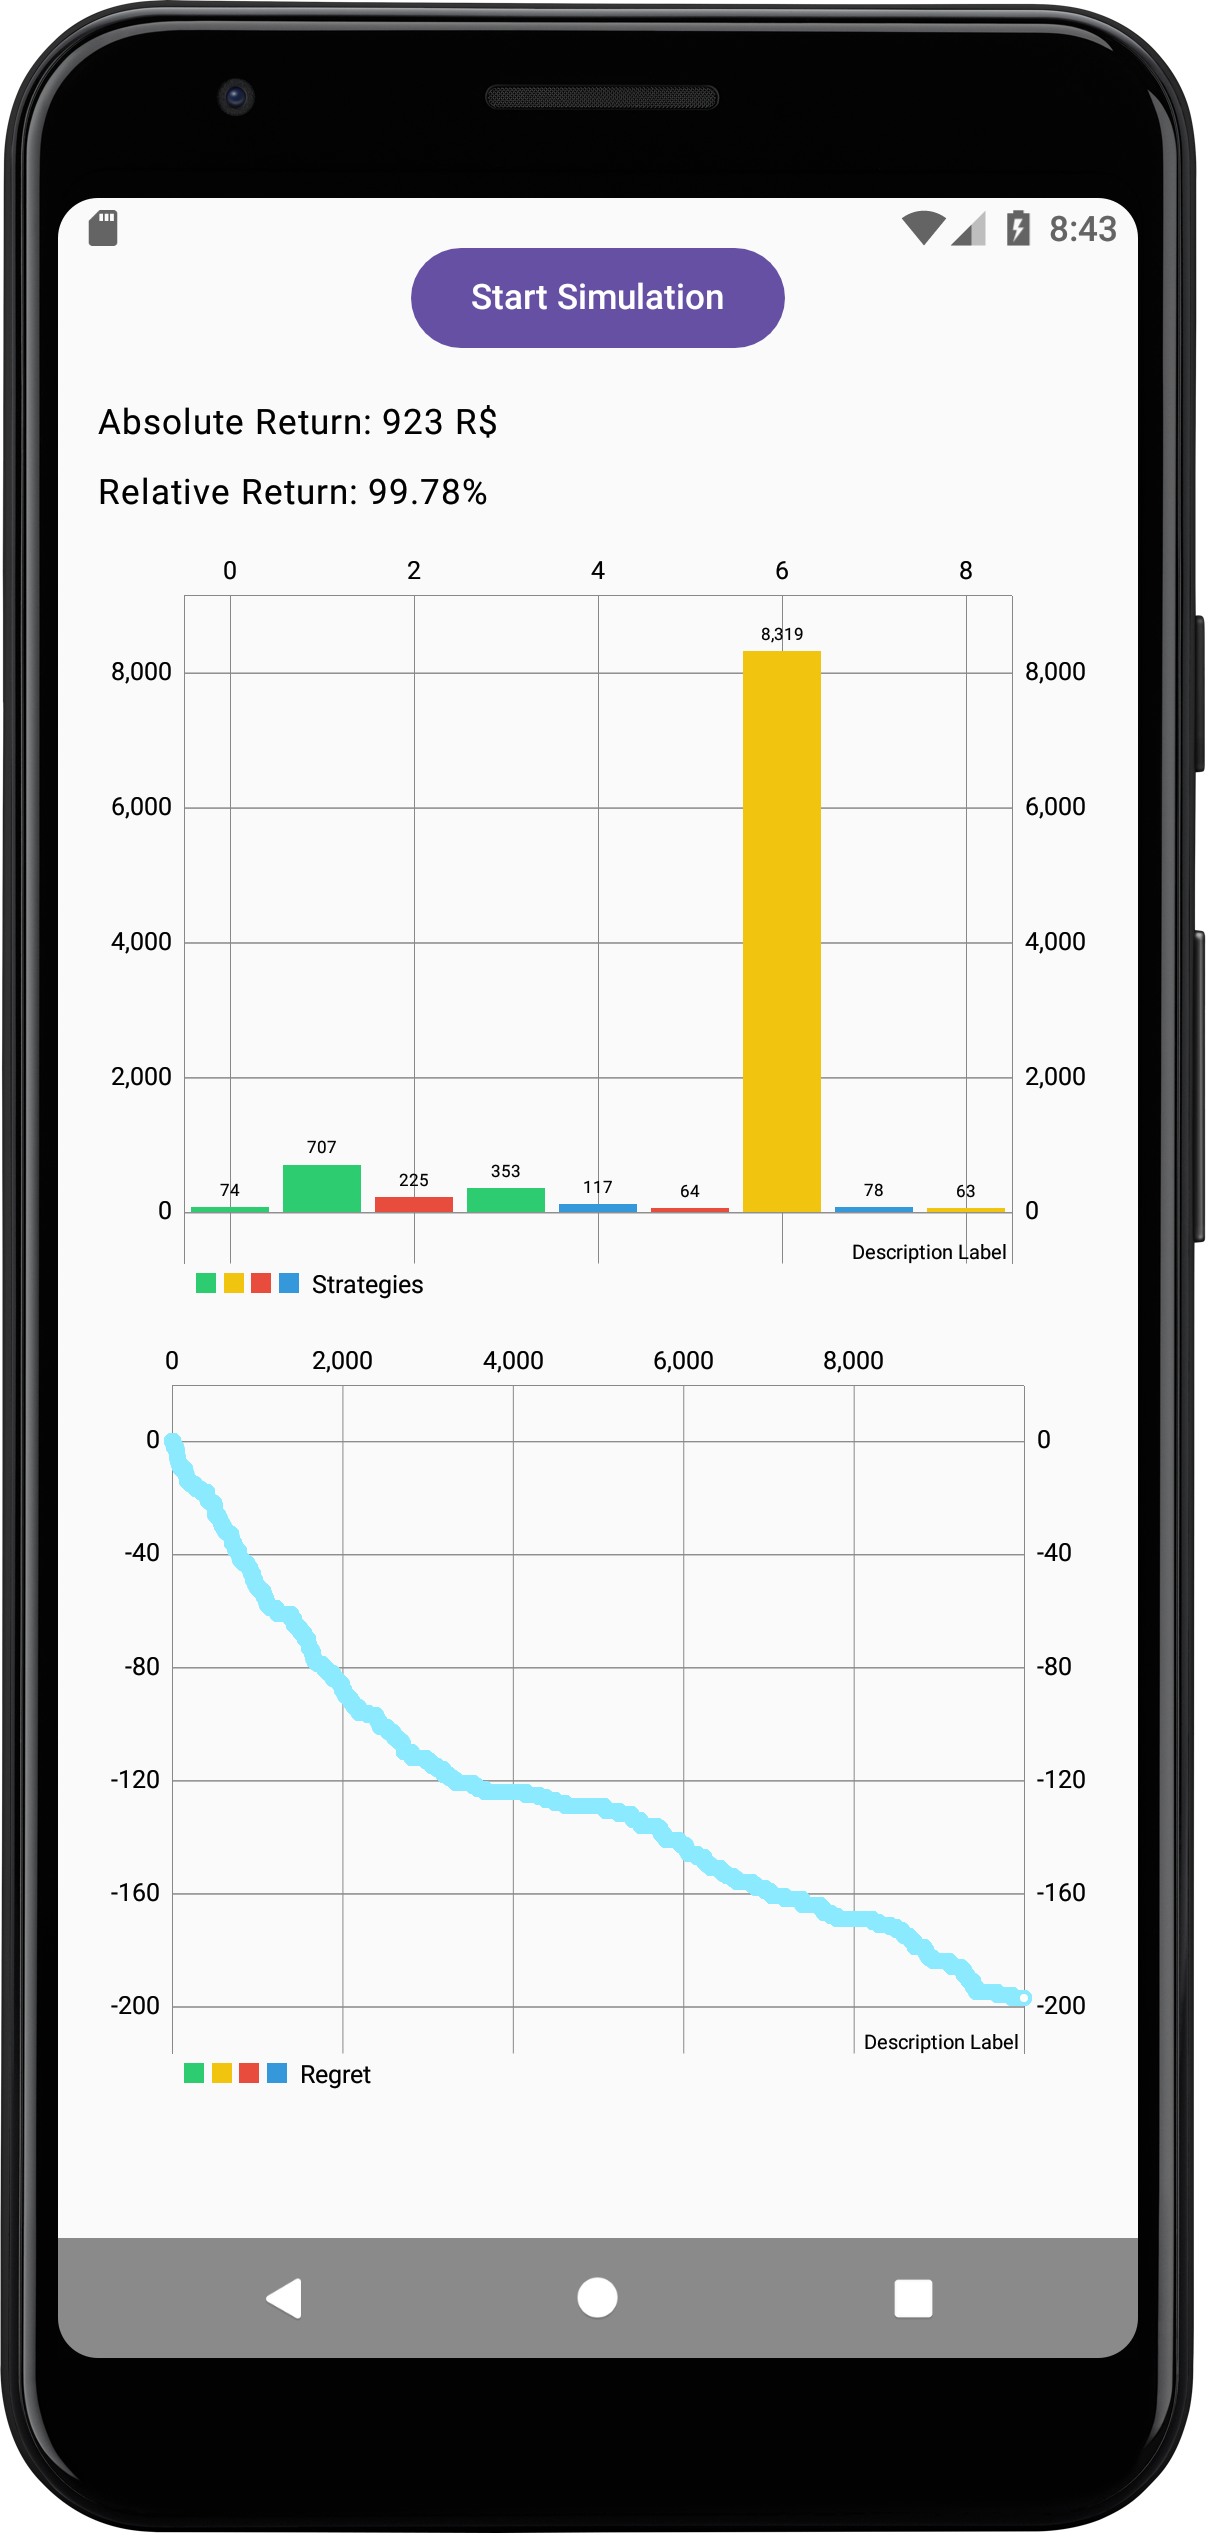 8:43
Start Simulation
Absolute Return: 923 R$
Relative Return: 99.78%
0 2 4 6 8
8,319
8,000 8,000
6,000 6,000
4,000 4,000
2,000 2,000
707
353
225
117
74 64 78 63
0 0
Description Label
Strategies
0 2,000 4,000 6,000 8,000
0 0
-40 -40
-80 -80
-120 -120
-160 -160
-200 -200
Description Label
Regret